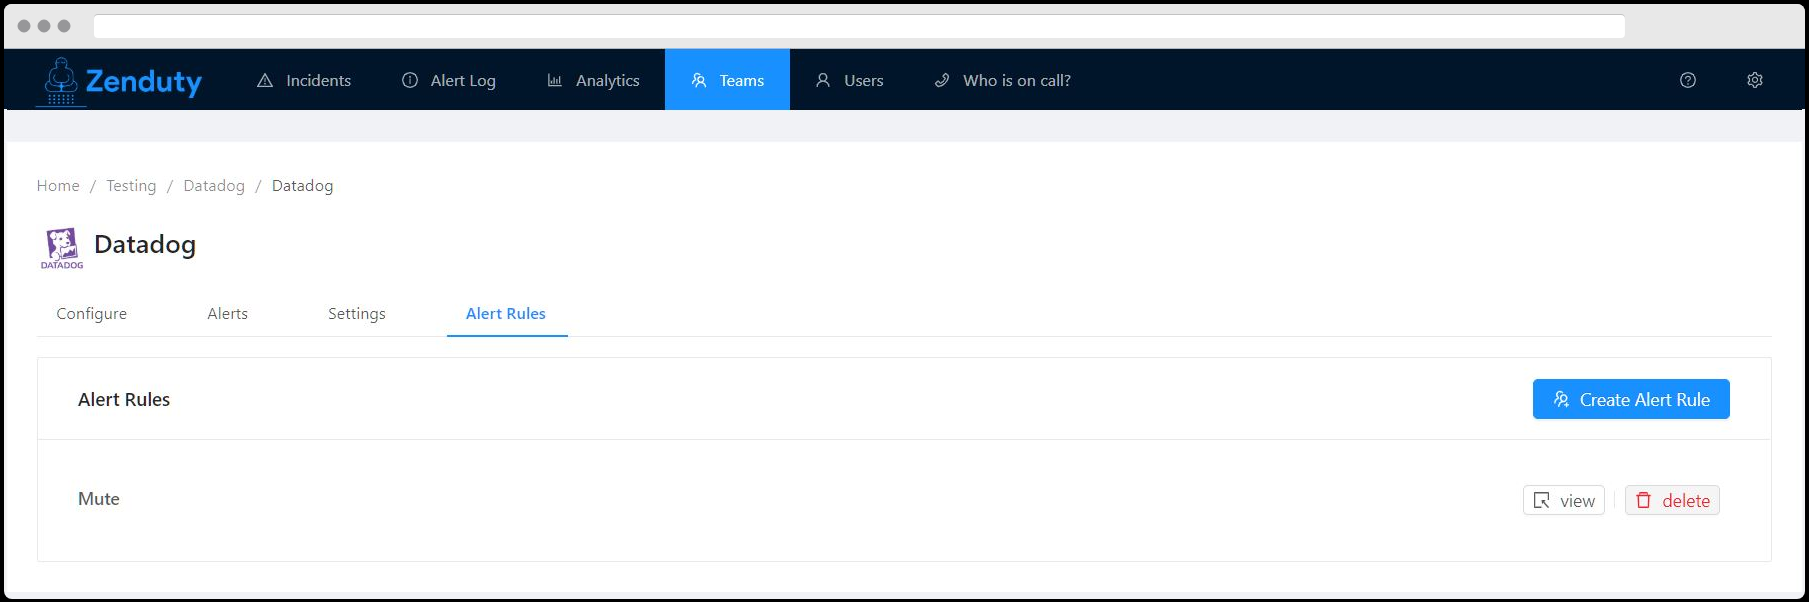 Zenduty Incidents Alert Log Analytics Teams Users Who is on call?
Home / Testing / Datadog / Datadog
DATADOG Datadog
Configure Alerts Settings Alert Rules
Alert Rules Create Alert Rule
Mute view delete